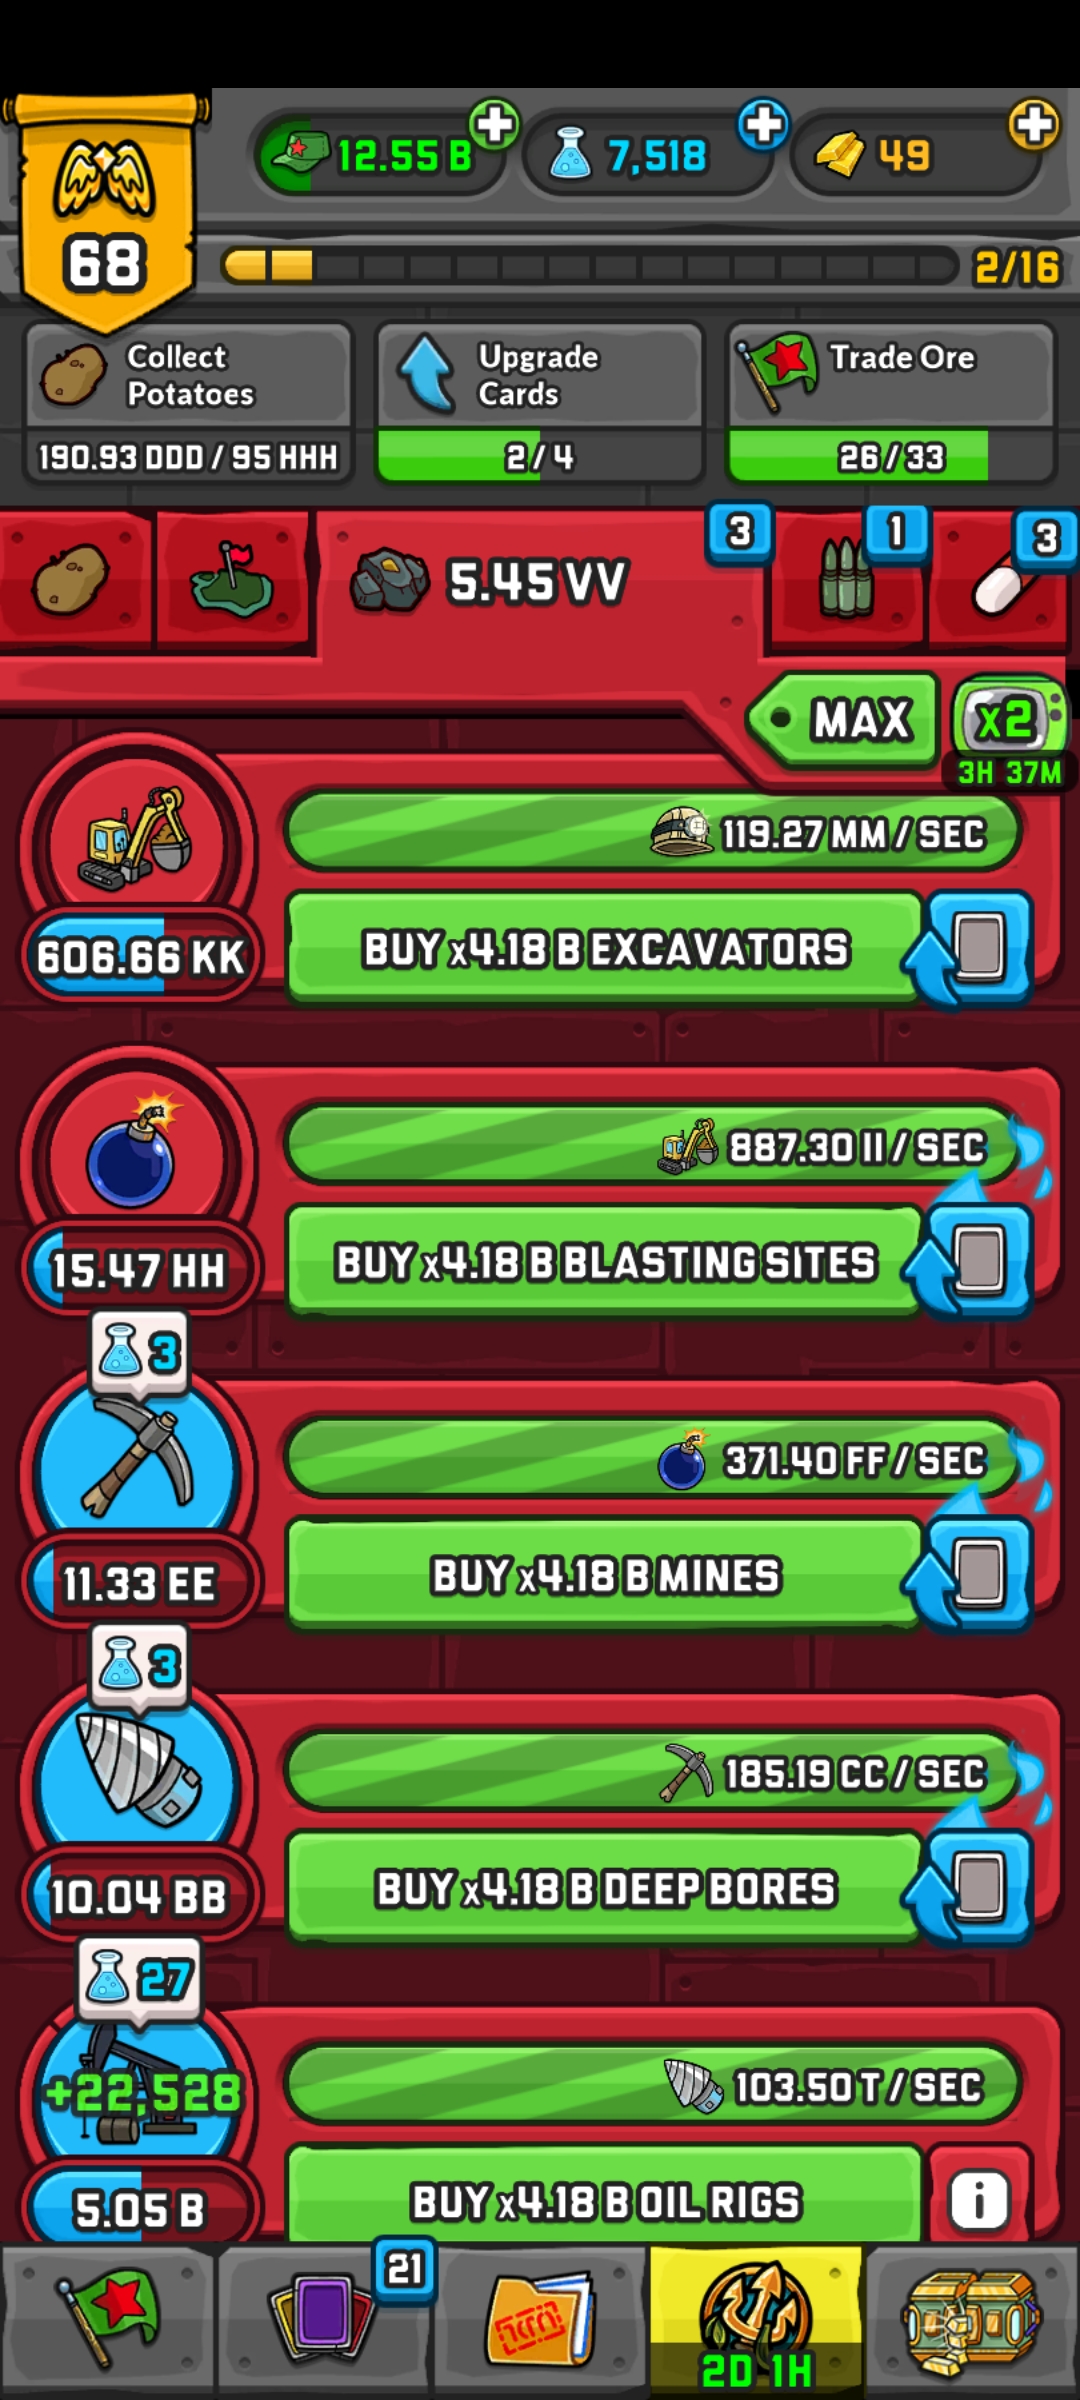 12.55 B
7,518
49
68
2/16
Collect
Potatoes
190.93 DDD / 95 HHH
Upgrade
Cards
2/4
Trade Ore
26/33
5.45 VV
3
1
3
MAX
x2
3H 37M
119.27 MM / SEC
606.66 KK
BUY x4.18 B EXCAVATORS
887.30 II / SEC
15.47 HH
BUY x4.18 B BLASTING SITES
3
371.40 FF / SEC
11.33 EE
BUY x4.18 B MINES
3
185.19 CC / SEC
10.04 BB
BUY x4.18 B DEEP BORES
27
+22,528
103.50 T / SEC
5.05 B
BUY x4.18 B OIL RIGS
i
21
2D 1H